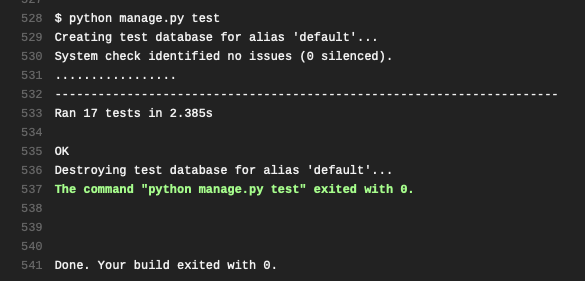 528 $ python manage.py test
529 Creating test database for alias 'default'...
530 System check identified no issues (0 silenced).
531 .................
532 ----------------------------------------------------------------------
533 Ran 17 tests in 2.385s
534
535 OK
536 Destroying test database for alias 'default'...
537 The command "python manage.py test" exited with 0.
538
539
540
541 Done. Your build exited with 0.